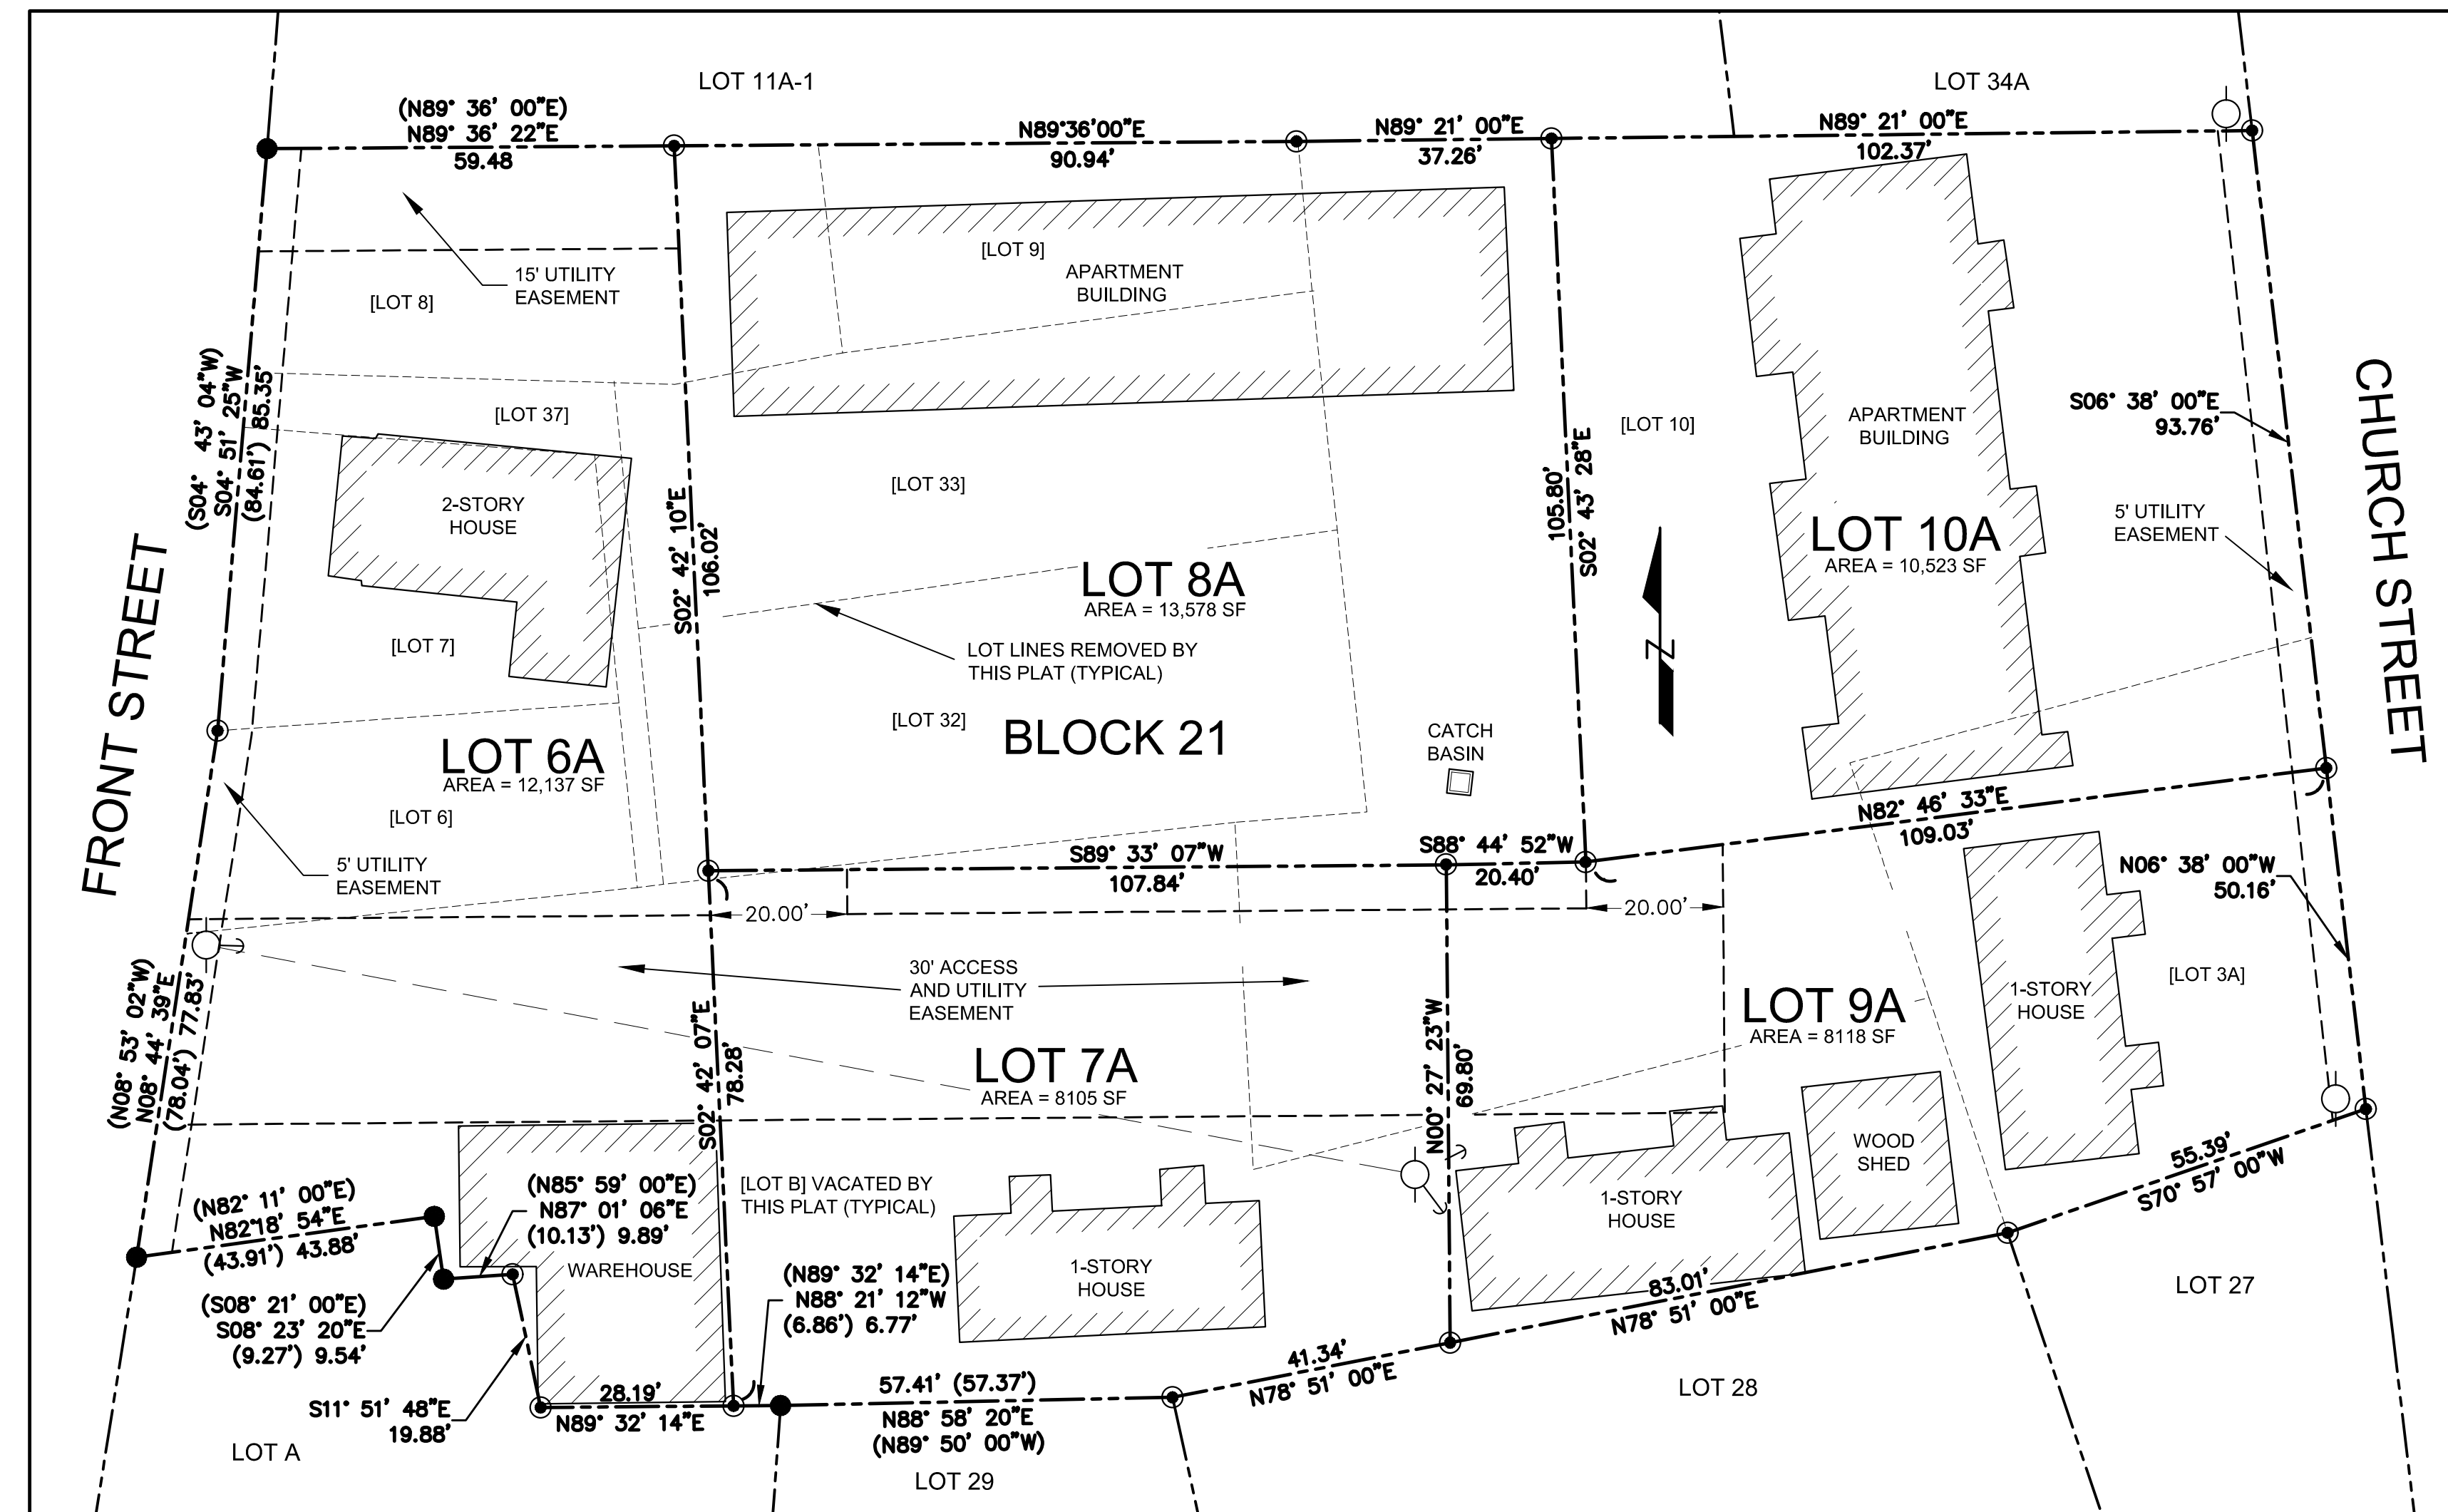 LOT 11A-1
LOT 34A
(N89° 36' 00"E)
N89° 36' 22"E
59.48
N89°36'00"E
90.94'
N89° 21' 00"E
37.26'
N89° 21' 00"E
102.37'
[LOT 9]
APARTMENT
BUILDING
15' UTILITY
EASEMENT
[LOT 8]
(S04° 43' 04"W)
S04° 51' 25"W
(84.61') 85.35'
[LOT 37]
2-STORY
HOUSE
[LOT 33]
[LOT 10]
APARTMENT
BUILDING
S06° 38' 00"E
93.76'
CHURCH STREET
S02° 42' 10"E
106.02'
105.80'
S02° 43' 28"E
5' UTILITY
EASEMENT
LOT 10A
AREA = 10,523 SF
LOT 8A
AREA = 13,578 SF
FRONT STREET
[LOT 7]
LOT LINES REMOVED BY
THIS PLAT (TYPICAL)
N
[LOT 32]
BLOCK 21
CATCH
BASIN
LOT 6A
AREA = 12,137 SF
[LOT 6]
5' UTILITY
EASEMENT
S89° 33' 07"W
107.84'
S88° 44' 52"W
20.40'
N82° 46' 33"E
109.03'
N06° 38' 00"W
50.16'
20.00'
20.00'
30' ACCESS
AND UTILITY
EASEMENT
[LOT 3A]
1-STORY
HOUSE
LOT 9A
AREA = 8118 SF
(N08° 53' 02"W)
N08° 44' 39"E
(78.04') 77.83'
S02° 42' 07"E
78.28'
LOT 7A
AREA = 8105 SF
N00° 27' 23"W
69.80'
WOOD
SHED
55.39'
S70° 57' 00"W
(N82° 11' 00"E)
N82°18' 54"E
(43.91') 43.88'
(N85° 59' 00"E)
N87° 01' 06"E
(10.13') 9.89'
[LOT B] VACATED BY
THIS PLAT (TYPICAL)
1-STORY
HOUSE
WAREHOUSE
1-STORY
HOUSE
(N89° 32' 14"E)
N88° 21' 12"W
(6.86') 6.77'
LOT 27
83.01'
N78° 51' 00"E
(S08° 21' 00"E)
S08° 23' 20"E
(9.27') 9.54'
41.34'
N78° 51' 00"E
S11° 51' 48"E
19.88'
28.19'
N89° 32' 14"E
57.41' (57.37')
N88° 58' 20"E
(N89° 50' 00"W)
LOT 28
LOT A
LOT 29